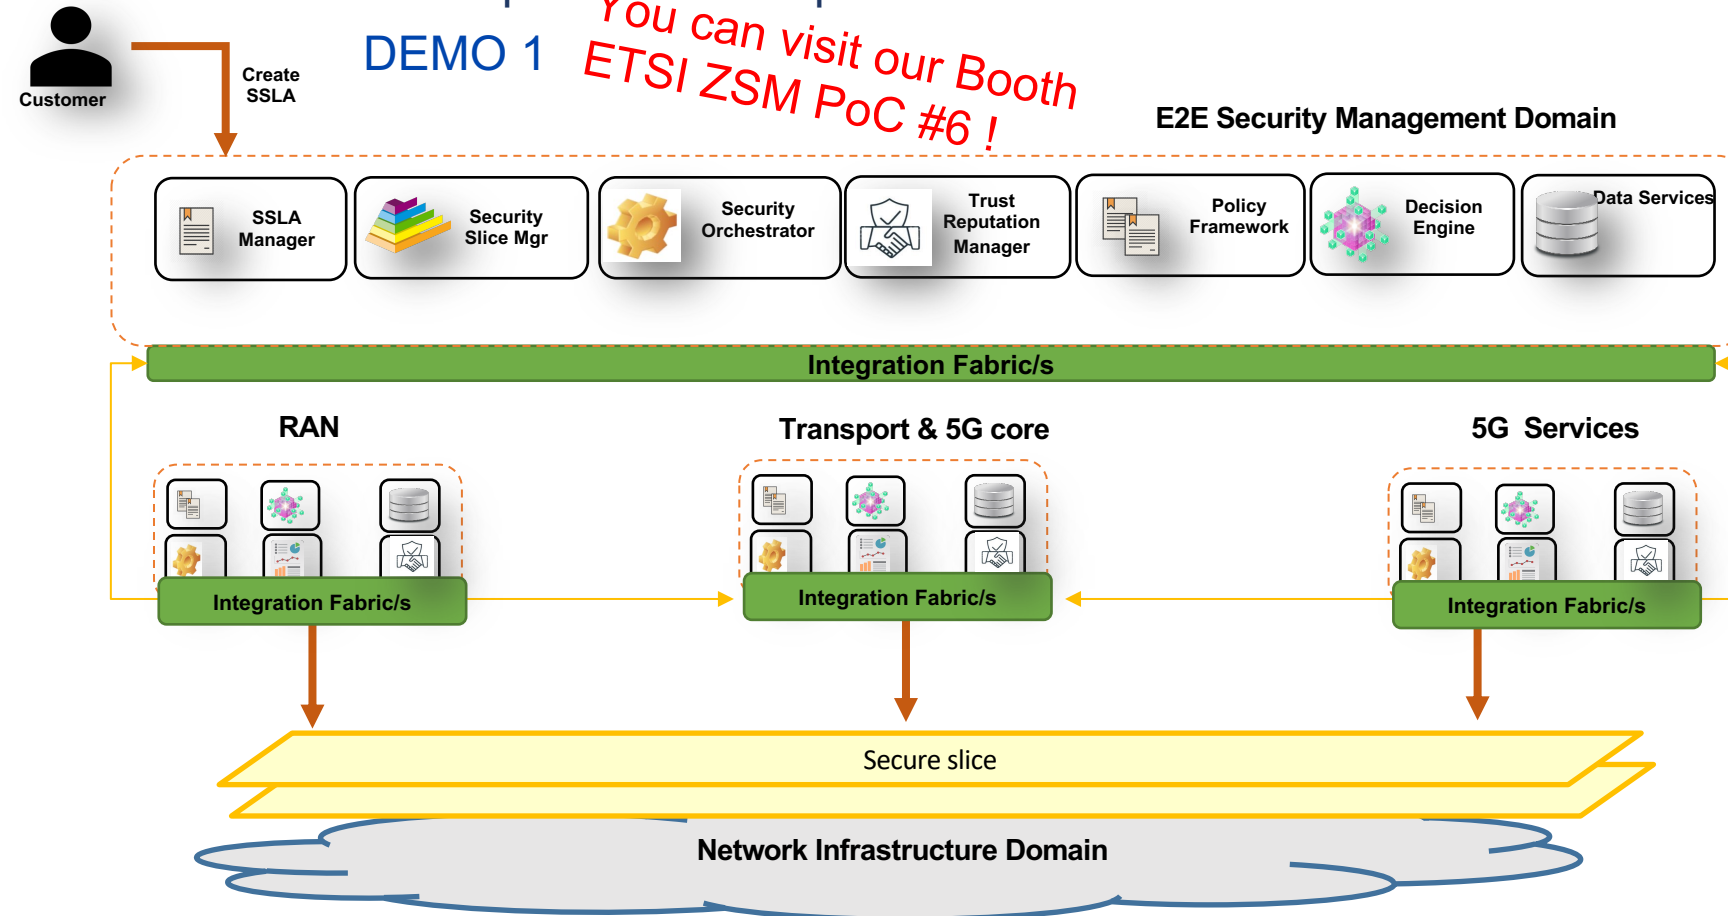 DEMO 1
You can visit our Booth
ETSI ZSM PoC #6 !
Customer
Create
SSLA
E2E Security Management Domain
SSLA
Manager
Security
Slice Mgr
Security
Orchestrator
Trust
Reputation
Manager
Policy
Framework
Decision
Engine
Data Services
Integration Fabric/s
RAN
Transport & 5G core
5G Services
Integration Fabric/s
Integration Fabric/s
Integration Fabric/s
Secure slice
Network Infrastructure Domain